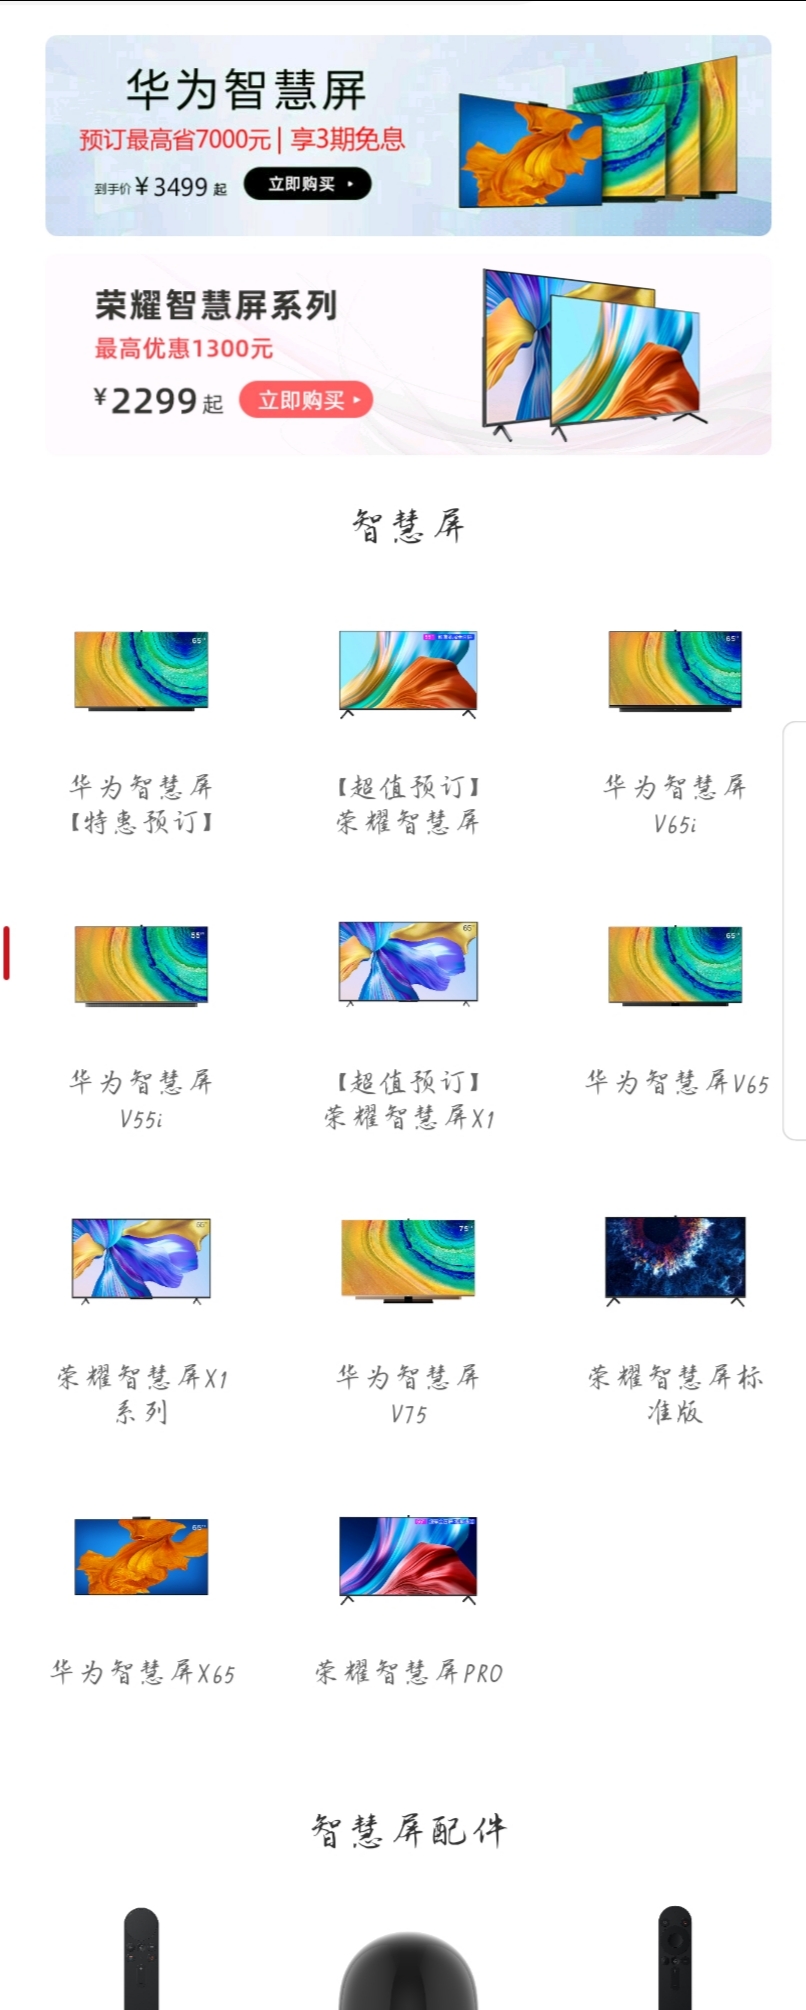 华为智慧屏
预订最高省7000元 | 享3期免息
到手价 ¥ 3499 起 立即购买
荣耀智慧屏系列
最高优惠1300元
¥2299起 立即购买
智慧屏
65"
65"
华为智慧屏
【特惠预订】
【超值预订】
荣耀智慧屏
华为智慧屏
V65i
55"
65"
65"
华为智慧屏
V55i
【超值预订】
荣耀智慧屏X1
华为智慧屏V65
75"
荣耀智慧屏X1
系列
华为智慧屏
V75
荣耀智慧屏标
准版
65"
华为智慧屏X65
荣耀智慧屏PRO
智慧屏配件